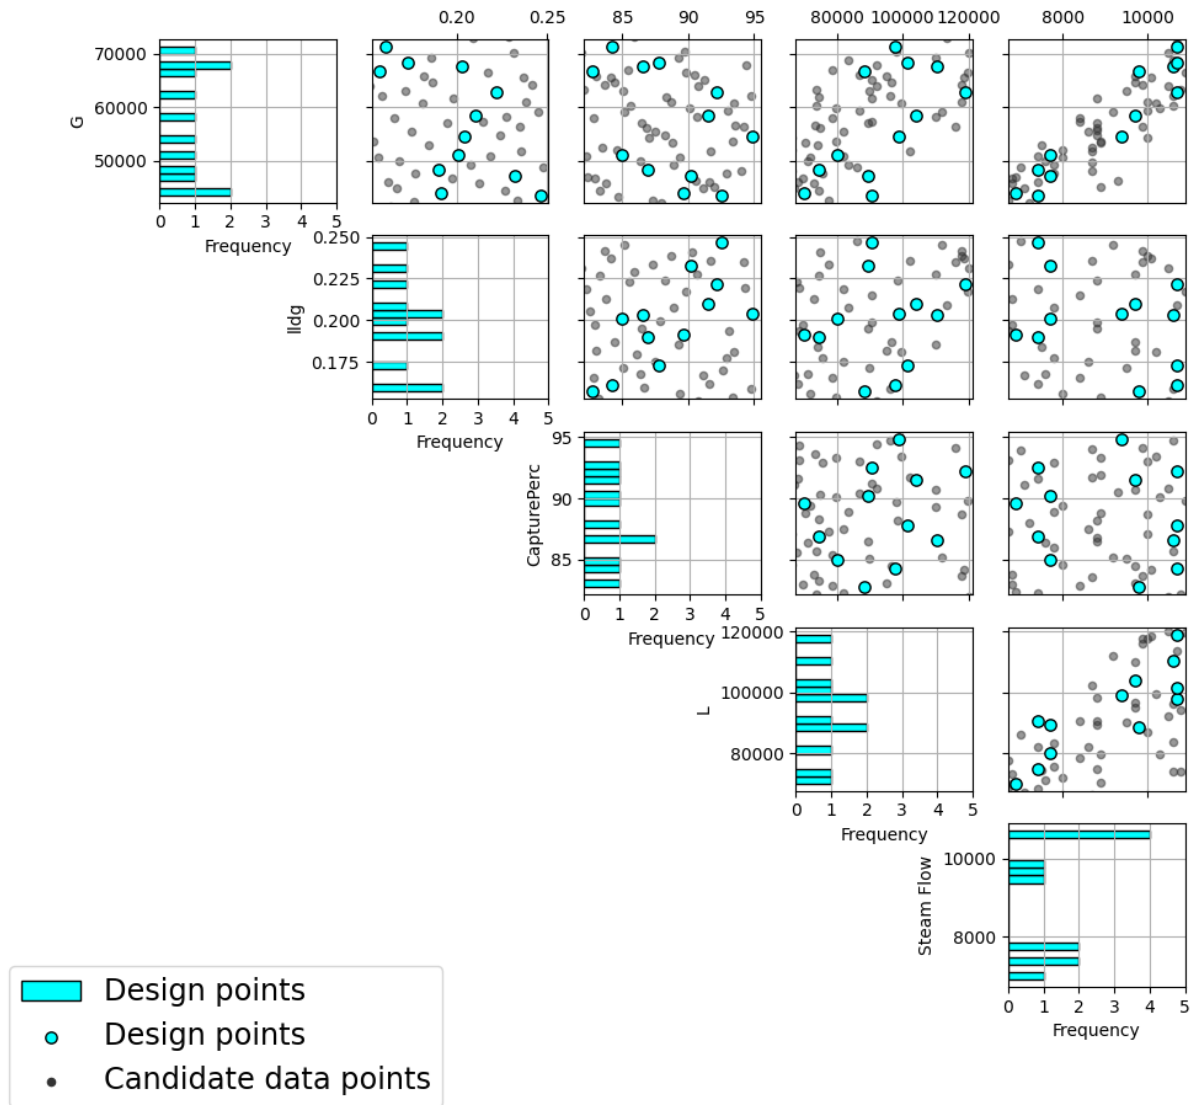 0.20 0.25 85 90 95 80000 100000 120000 8000 10000
70000
60000
50000
G
0 1 2 3 4 5
Frequency
0.250
0.225
0.200
0.175
lldg
0 1 2 3 4 5
Frequency
95
90
85
CapturePerc
0 1 2 3 4 5
Frequency
120000
100000
80000
L
0 1 2 3 4 5
Frequency
10000
8000
Steam Flow
0 1 2 3 4 5
Frequency
Design points
Design points
Candidate data points